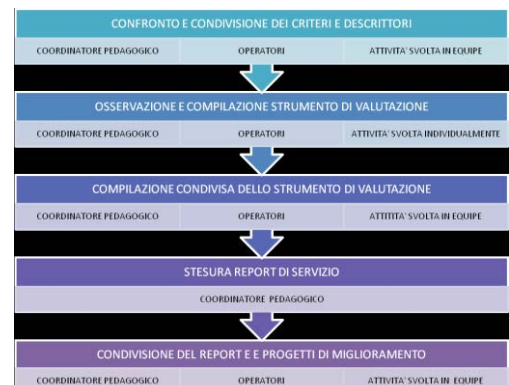 CONFRONTO E CONDIVISIONE DEI CRITERI E DESCRITTORI
COORDINATORE PEDAGOGICO OPERATORI ATTIVITA' SVOLTA IN EQUIPE
OSSERVAZIONE E COMPILAZIONE STRUMENTO DI VALUTAZIONE
COORDINATORE PEDAGOGICO OPERATORI ATTIVITA' SVOLTA INDIVIDUALMENTE
COMPILAZIONE CONDIVISA DELLO STRUMENTO DI VALUTAZIONE
COORDINATORE PEDAGOGICO OPERATORI ATTITITA' SVOLTA IN EQUIPE
STESURA REPORT DI SERVIZIO
COORDINATORE PEDAGOGICO
CONDIVISIONE DEL REPORT E E PROGETTI DI MIGLIORAMENTO
COORDINATORE PEDAGOGICO OPERATORI ATTIVITA' SVOLTA IN EQUIPE